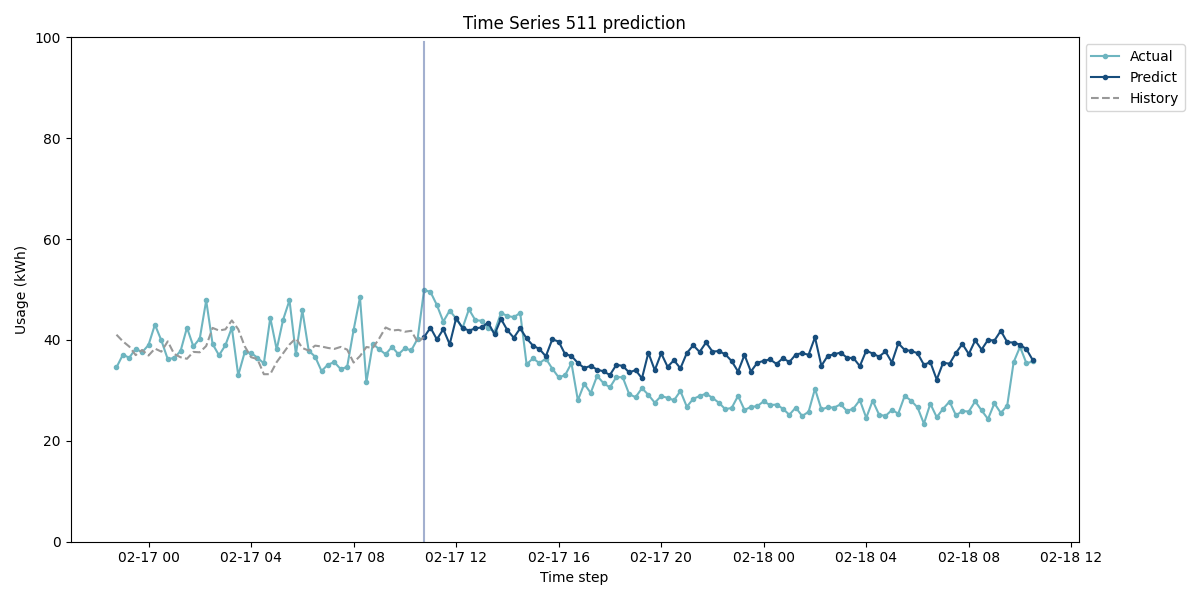 Time Series 511 prediction
100
80
60
40
20
0
Usage (kWh)
02-17 00
02-17 04
02-17 08
02-17 12
02-17 16
02-17 20
02-18 00
02-18 04
02-18 08
02-18 12
Time step
Actual
Predict
History